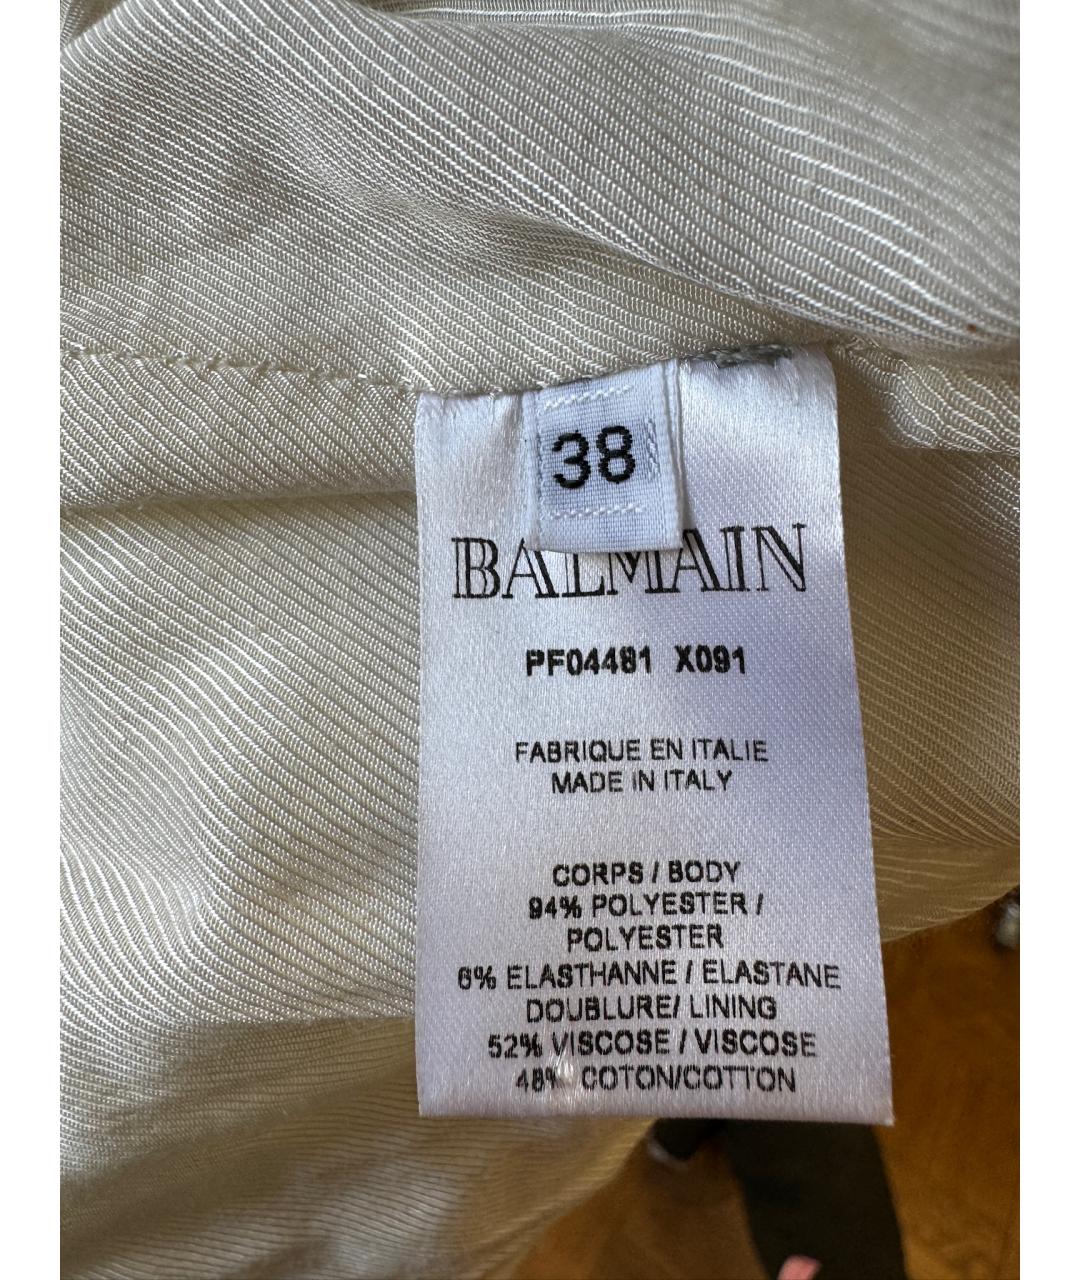 38
BALMAIN
PF04481 X091
FABRIQUE EN ITALIE
MADE IN ITALY
CORPS / BODY
94% POLYESTER /
POLYESTER
6% ELASTHANNE / ELASTANE
DOUBLURE/ LINING
52% VISCOSE / VISCOSE
48% COTON/COTTON